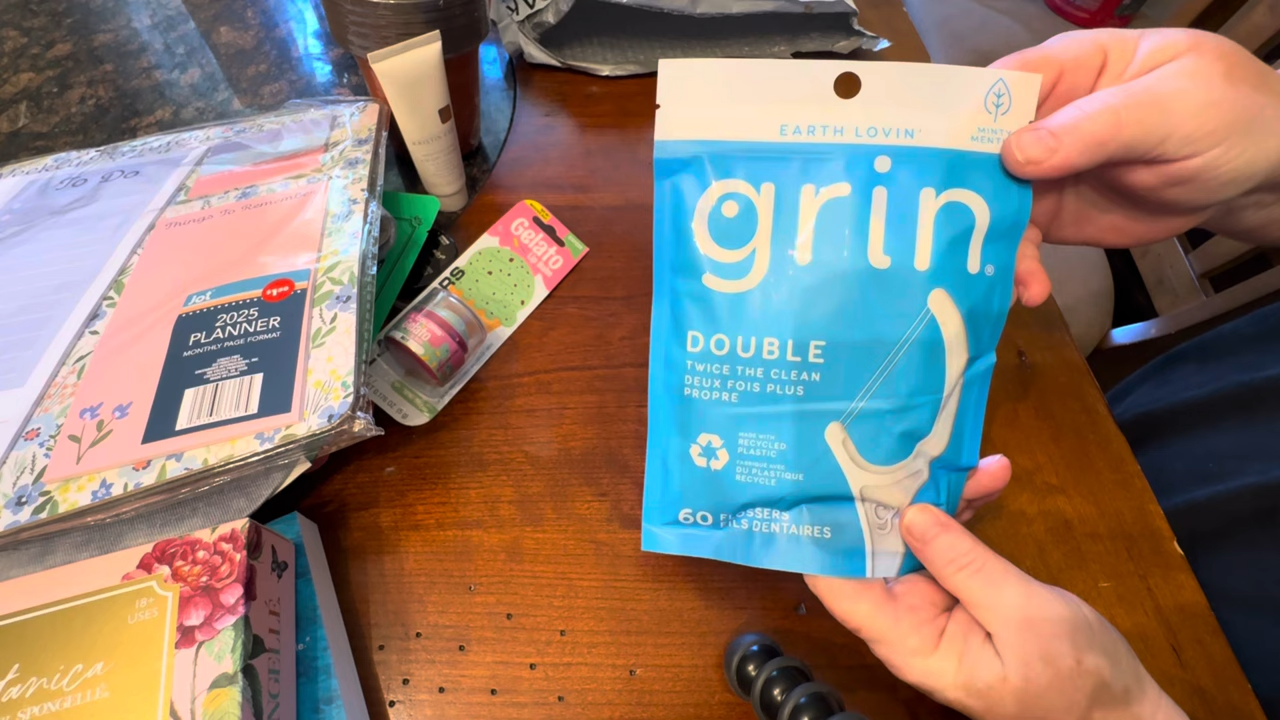 EARTH LOVIN'
MINTY
grin®
DOUBLE
TWICE THE CLEAN
DEUX FOIS PLUS
PROPRE
MADE WITH
RECYCLED
PLASTIC
FABRIQUÉ AVEC
DU PLASTIQUE
RECYCLÉ
60 FLOSSERS
FILS DENTAIRES
To Do
Things To Remember
Jot
2025
PLANNER
MONTHLY PAGE FORMAT
Gelato
18+
USES
SPONGELLE